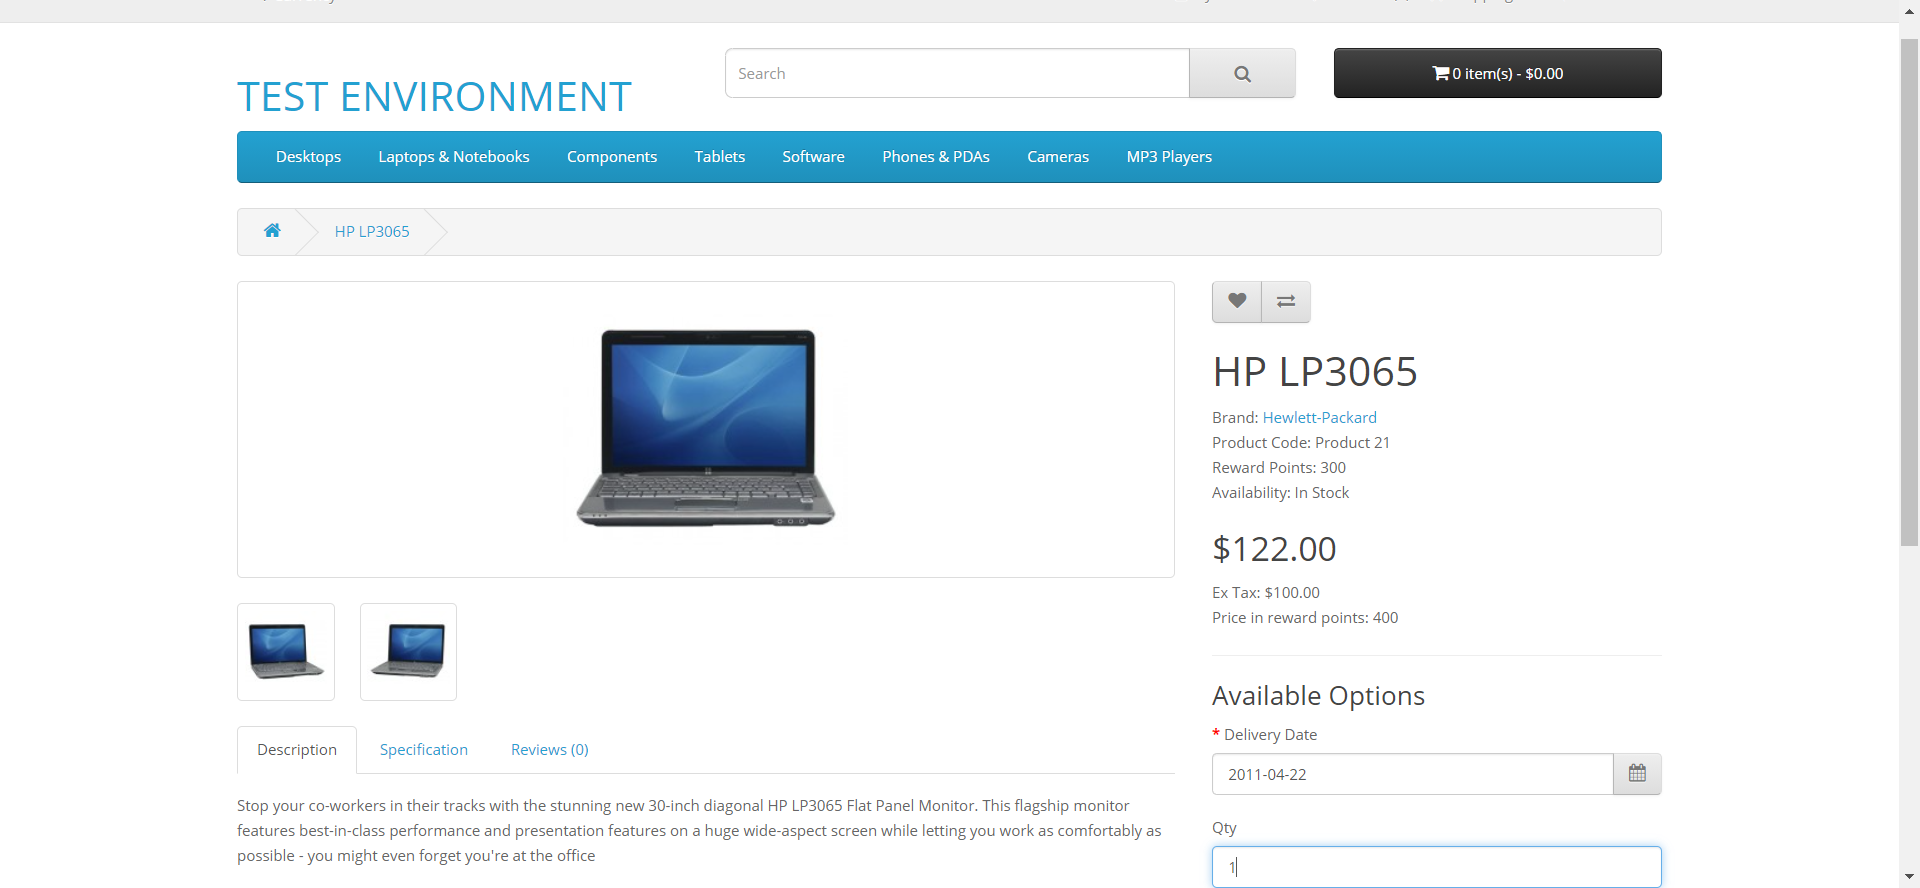 Search
0 item(s) - $0.00
TEST ENVIRONMENT
Desktops Laptops & Notebooks Components Tablets Software Phones & PDAs Cameras MP3 Players
HP LP3065
HP LP3065
Brand: Hewlett-Packard
Product Code: Product 21
Reward Points: 300
Availability: In Stock
$122.00
Ex Tax: $100.00
Price in reward points: 400
Available Options
* Delivery Date
2011-04-22
Qty
1
Description Specification Reviews (0)
Stop your co-workers in their tracks with the stunning new 30-inch diagonal HP LP3065 Flat Panel Monitor. This flagship monitor
features best-in-class performance and presentation features on a huge wide-aspect screen while letting you work as comfortably as
possible - you might even forget you're at the office